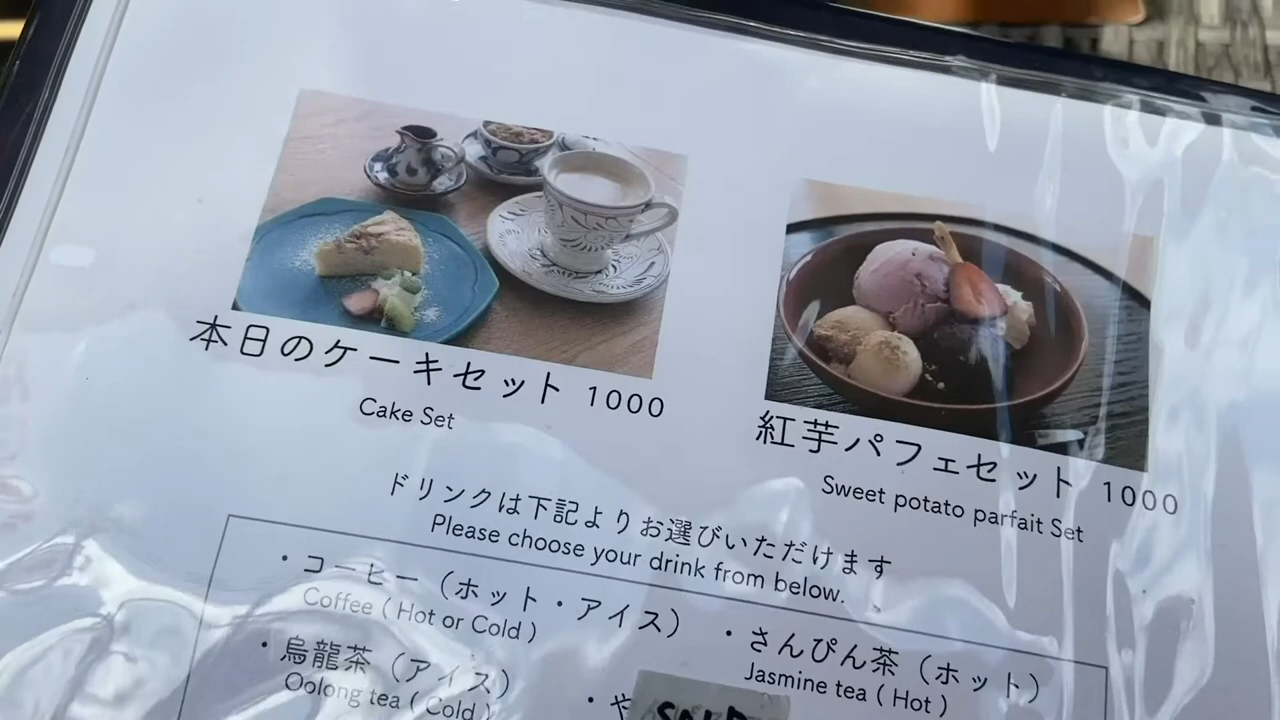 本日のケーキセット 1000
Cake Set
紅芋パフェセット 1000
Sweet potato parfait Set
ドリンクは下記よりお選びいただけます
Please choose your drink from below.
・コーヒー（ホット・アイス）
Coffee ( Hot or Cold )
・さんぴん茶（ホット）
Jasmine tea ( Hot )
・烏龍茶（アイス）
Oolong tea ( Cold )
・や